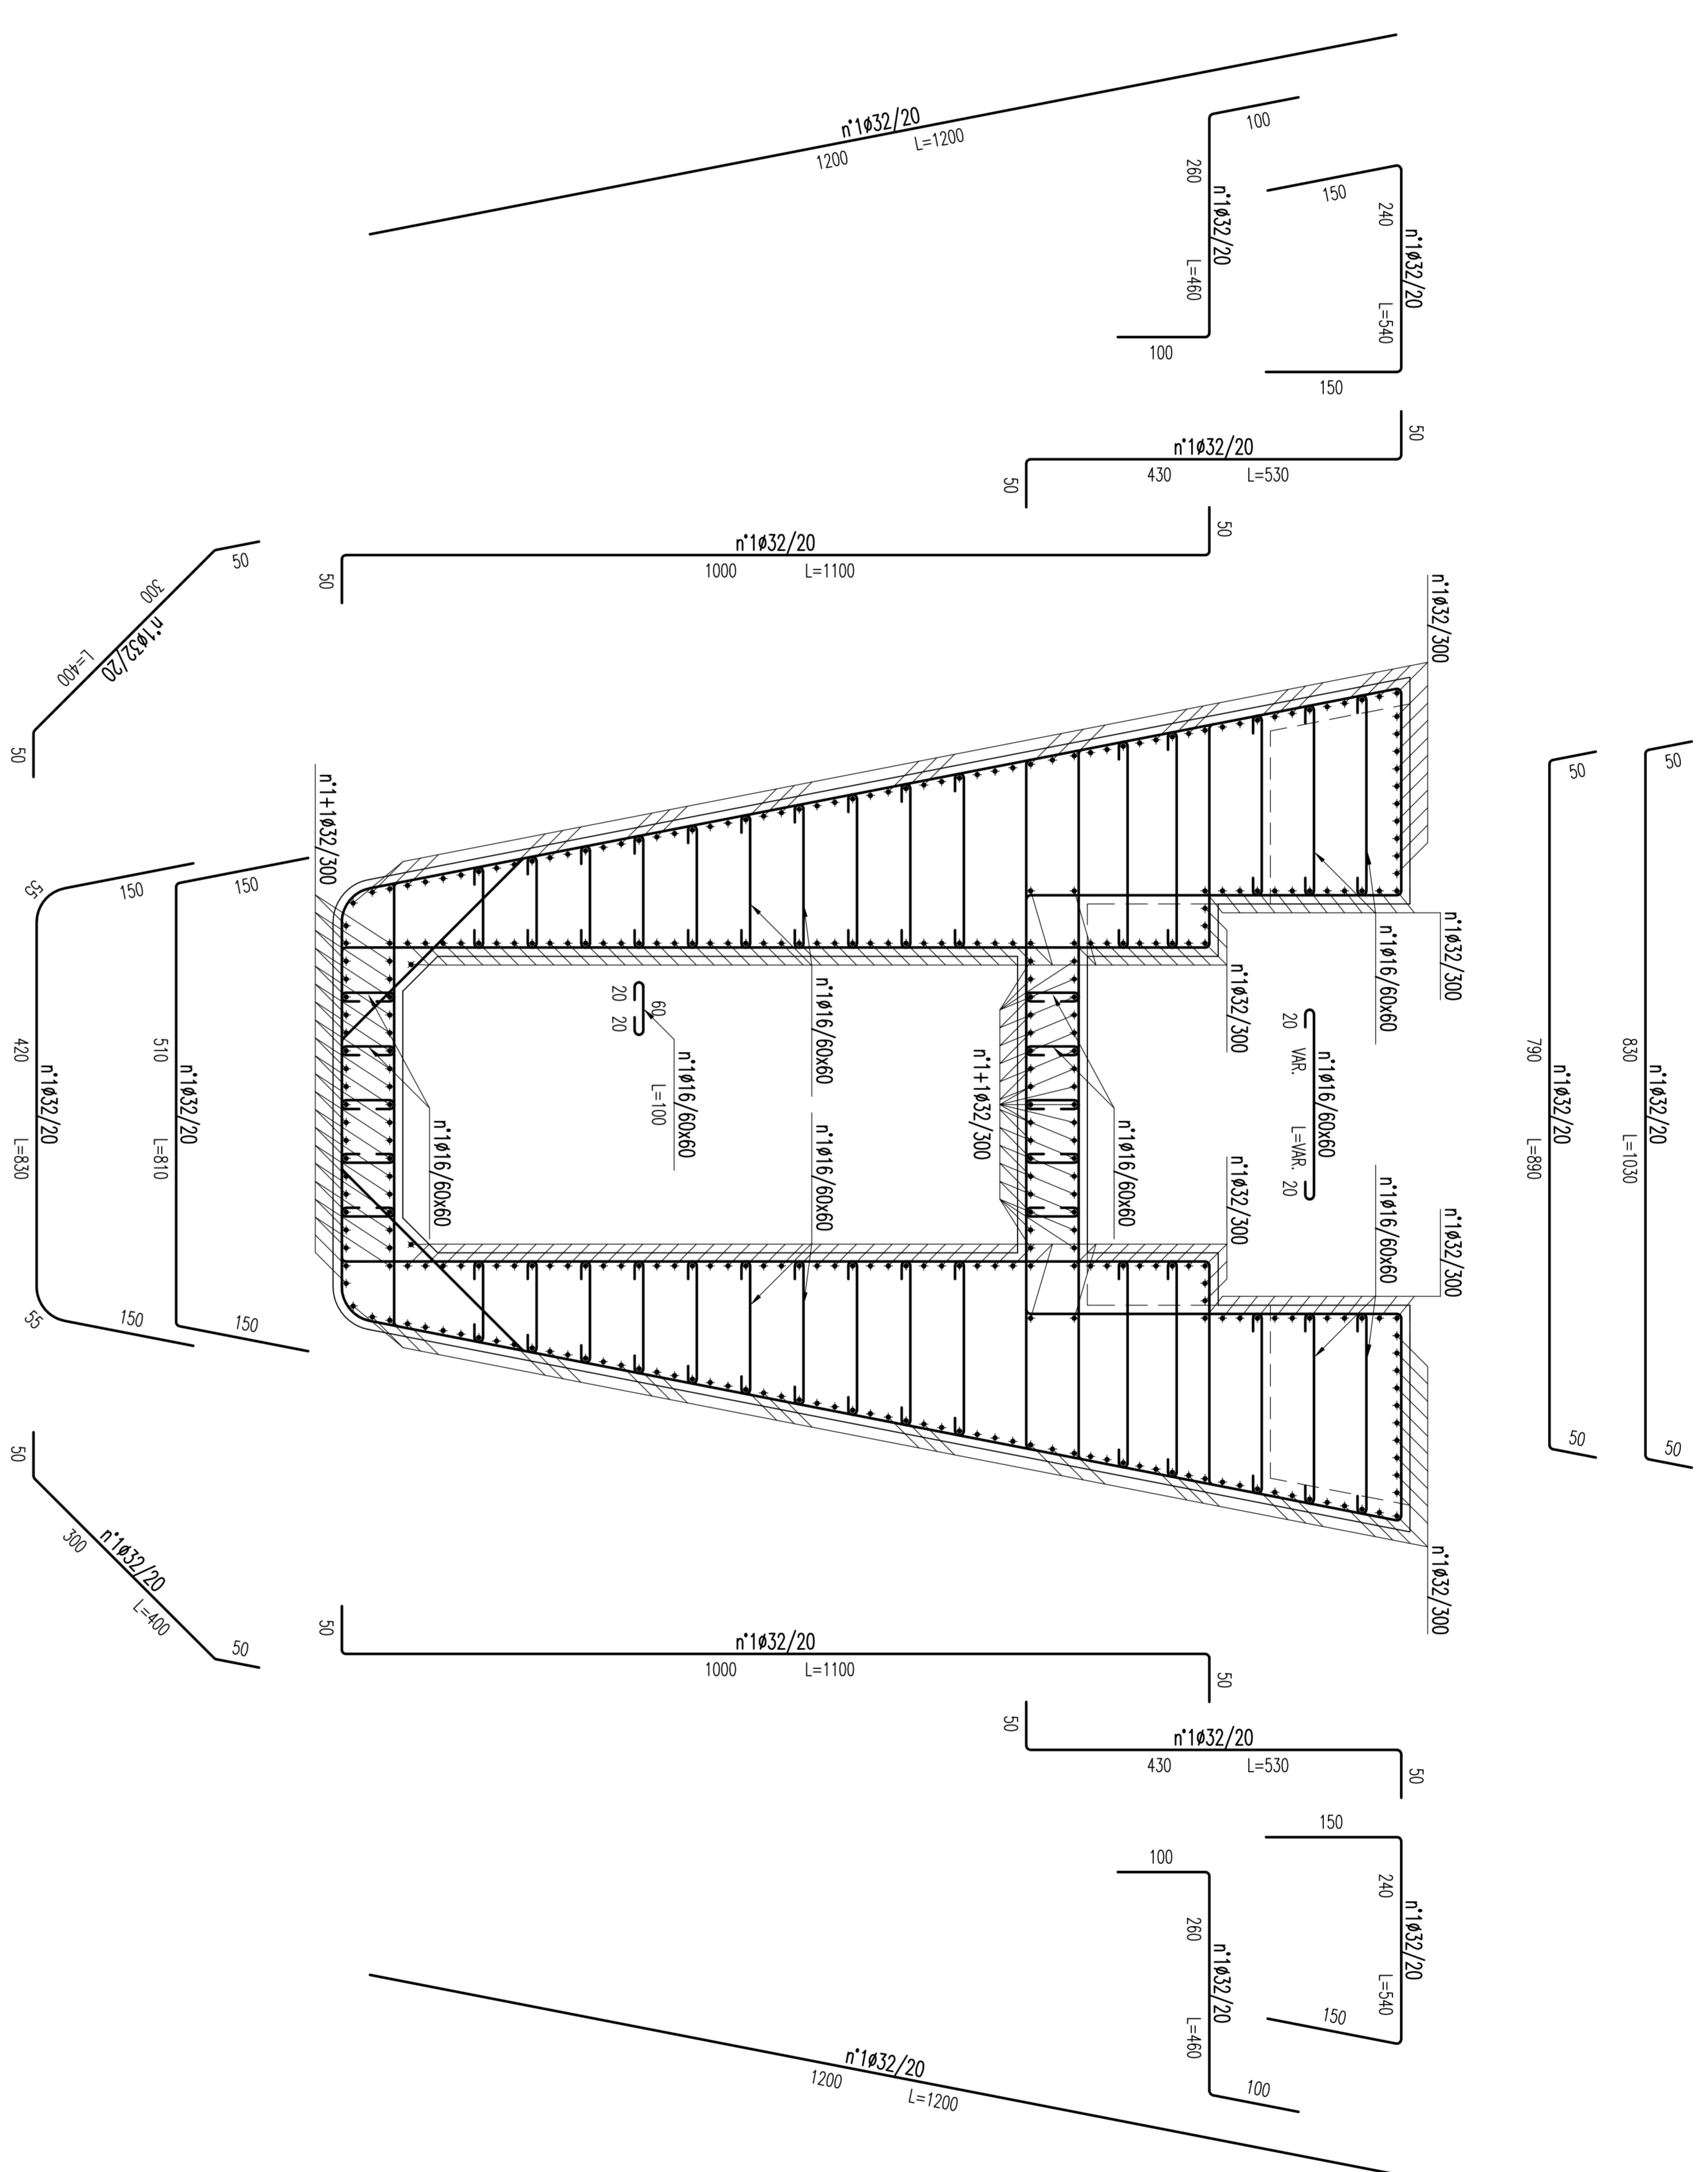 n°1ø32/20
1200 L=1200
100
260
n°1ø32/20
L=460
100
150
240
n°1ø32/20
L=540
150
50
n°1ø32/20
430 L=530
50
50
n°1ø32/20
1000 L=1100
50
50
300
n°1ø32/20
L=400
50
n°1ø32/300
n°1+1ø32/300
55
150
420
n°1ø32/20
L=830
150
55
150
510
n°1ø32/20
L=810
150
n°1ø16/60x60
60
20 20
n°1ø16/60x60
L=100
n°1ø16/60x60
n°1ø16/60x60
n°1+1ø32/300
n°1ø16/60x60
n°1ø32/300
n°1ø32/300
n°1ø16/60x60
20 VAR. L=VAR. 20
n°1ø16/60x60
n°1ø16/60x60
n°1ø32/300
n°1ø32/300
50
790
n°1ø32/20
L=890
50
50
830
n°1ø32/20
L=1030
50
n°1ø32/300
50
300
n°1ø32/20
L=400
50
50
n°1ø32/20
1000 L=1100
50
50
n°1ø32/20
430 L=530
50
150
240
n°1ø32/20
L=540
150
100
260
n°1ø32/20
L=460
100
n°1ø32/20
1200 L=1200